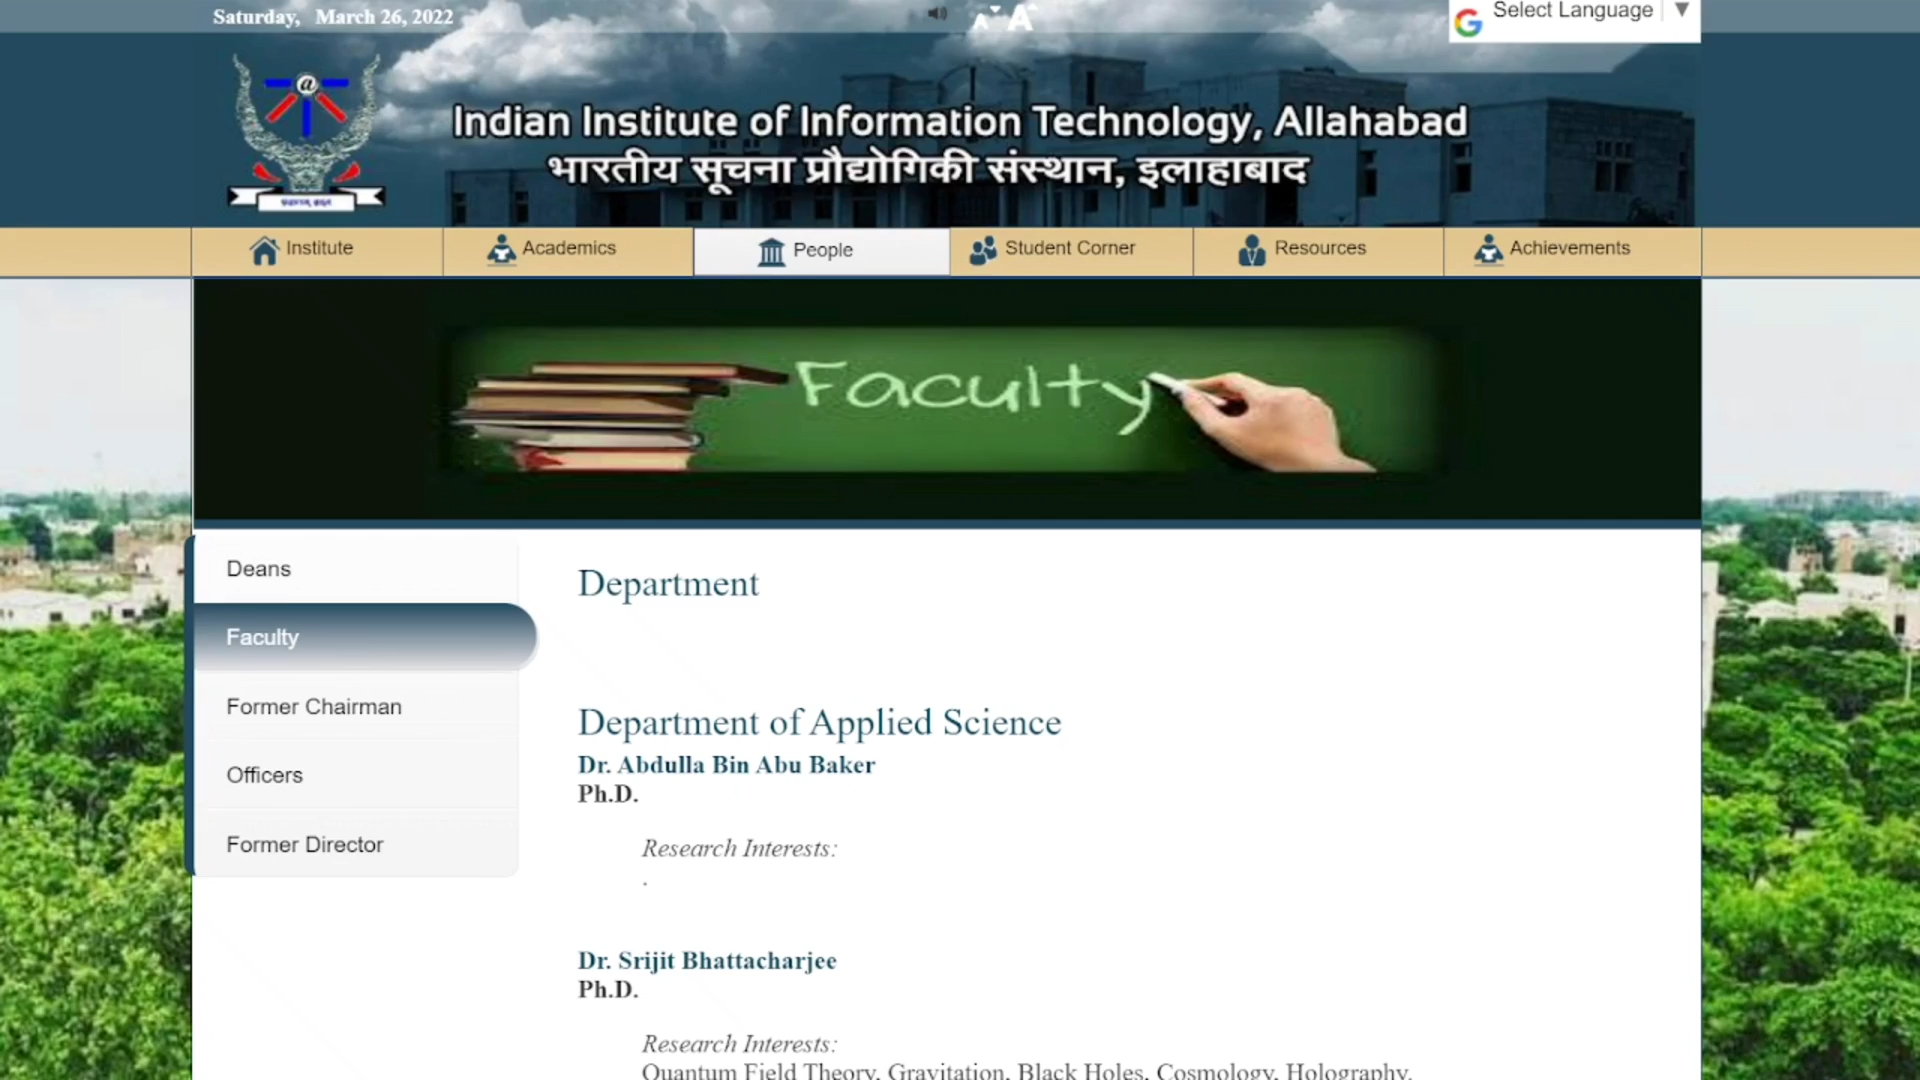 Saturday, March 26, 2022
Select Language
Indian Institute of Information Technology, Allahabad
भारतीय सूचना प्रौद्योगिकी संस्थान, इलाहाबाद
Institute
Academics
People
Student Corner
Resources
Achievements
Faculty
Deans
Faculty
Former Chairman
Officers
Former Director
Department
Department of Applied Science
Dr. Abdulla Bin Abu Baker
Ph.D.
Research Interests:
.
Dr. Srijit Bhattacharjee
Ph.D.
Research Interests:
Quantum Field Theory, Gravitation, Black Holes, Cosmology, Holography.